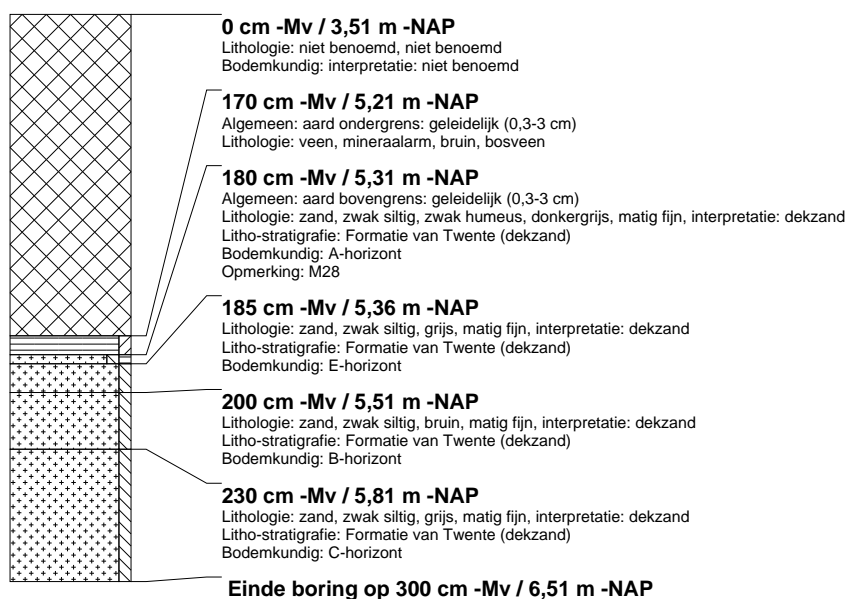 0 cm -Mv / 3,51 m -NAP
Lithologie: niet benoemd, niet benoemd
Bodemkundig: interpretatie: niet benoemd
170 cm -Mv / 5,21 m -NAP
Algemeen: aard ondergrens: geleidelijk (0,3-3 cm)
Lithologie: veen, mineraalarm, bruin, bosveen
180 cm -Mv / 5,31 m -NAP
Algemeen: aard bovengrens: geleidelijk (0,3-3 cm)
Lithologie: zand, zwak siltig, zwak humeus, donkergrijs, matig fijn, interpretatie: dekzand
Litho-stratigrafie: Formatie van Twente (dekzand)
Bodemkundig: A-horizont
Opmerking: M28
185 cm -Mv / 5,36 m -NAP
Lithologie: zand, zwak siltig, grijs, matig fijn, interpretatie: dekzand
Litho-stratigrafie: Formatie van Twente (dekzand)
Bodemkundig: E-horizont
200 cm -Mv / 5,51 m -NAP
Lithologie: zand, zwak siltig, bruin, matig fijn, interpretatie: dekzand
Litho-stratigrafie: Formatie van Twente (dekzand)
Bodemkundig: B-horizont
230 cm -Mv / 5,81 m -NAP
Lithologie: zand, zwak siltig, grijs, matig fijn, interpretatie: dekzand
Litho-stratigrafie: Formatie van Twente (dekzand)
Bodemkundig: C-horizont
Einde boring op 300 cm -Mv / 6,51 m -NAP